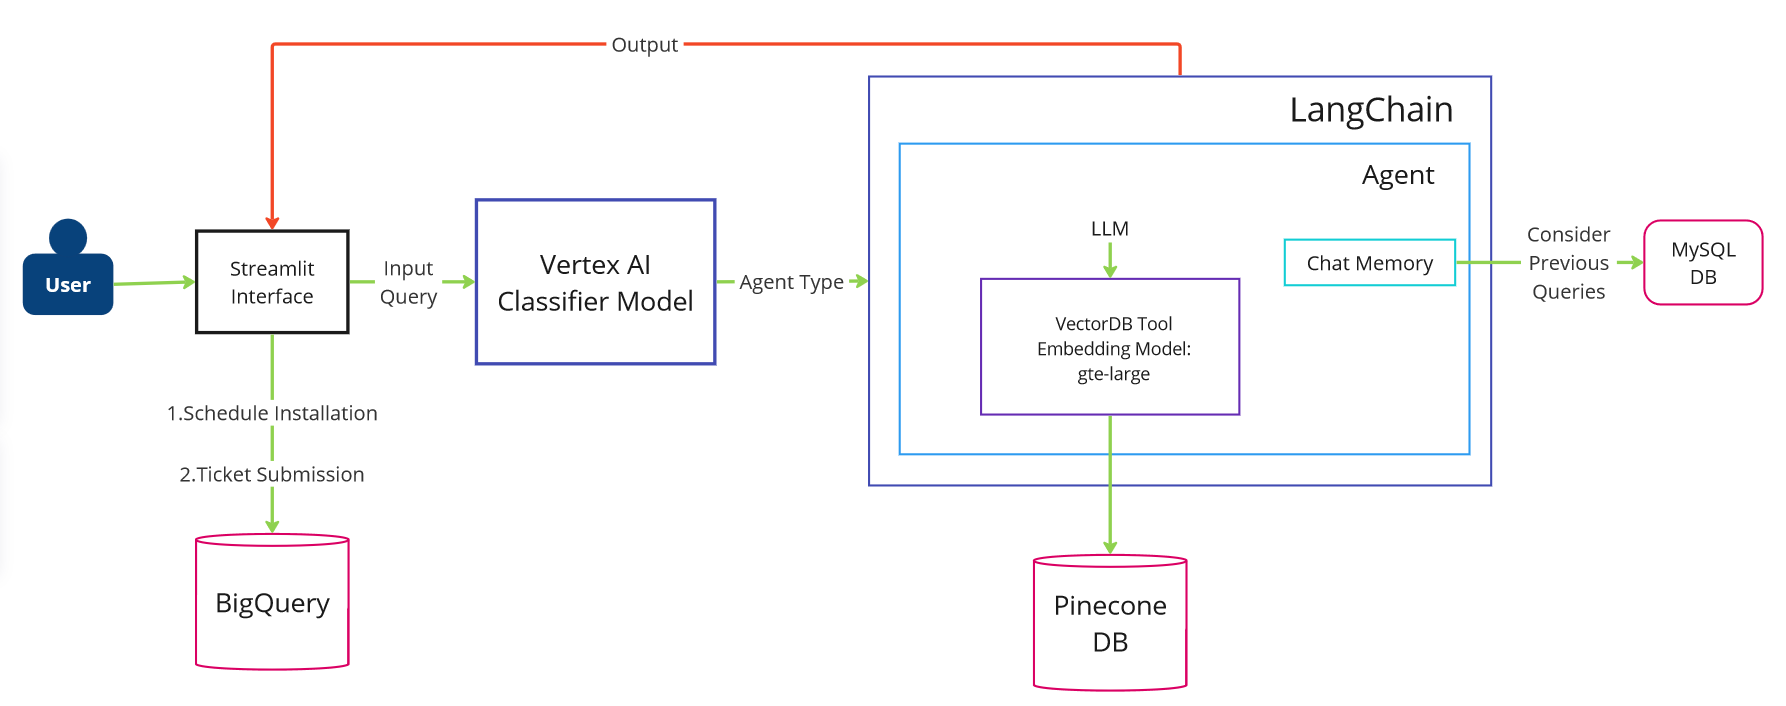 Output
LangChain
Agent
LLM
Chat Memory
Consider
Previous
Queries
MySQL
DB
User
Streamlit
Interface
Input
Query
Vertex AI
Classifier Model
Agent Type
VectorDB Tool
Embedding Model:
gte-large
1.Schedule Installation
2.Ticket Submission
BigQuery
Pinecone
DB